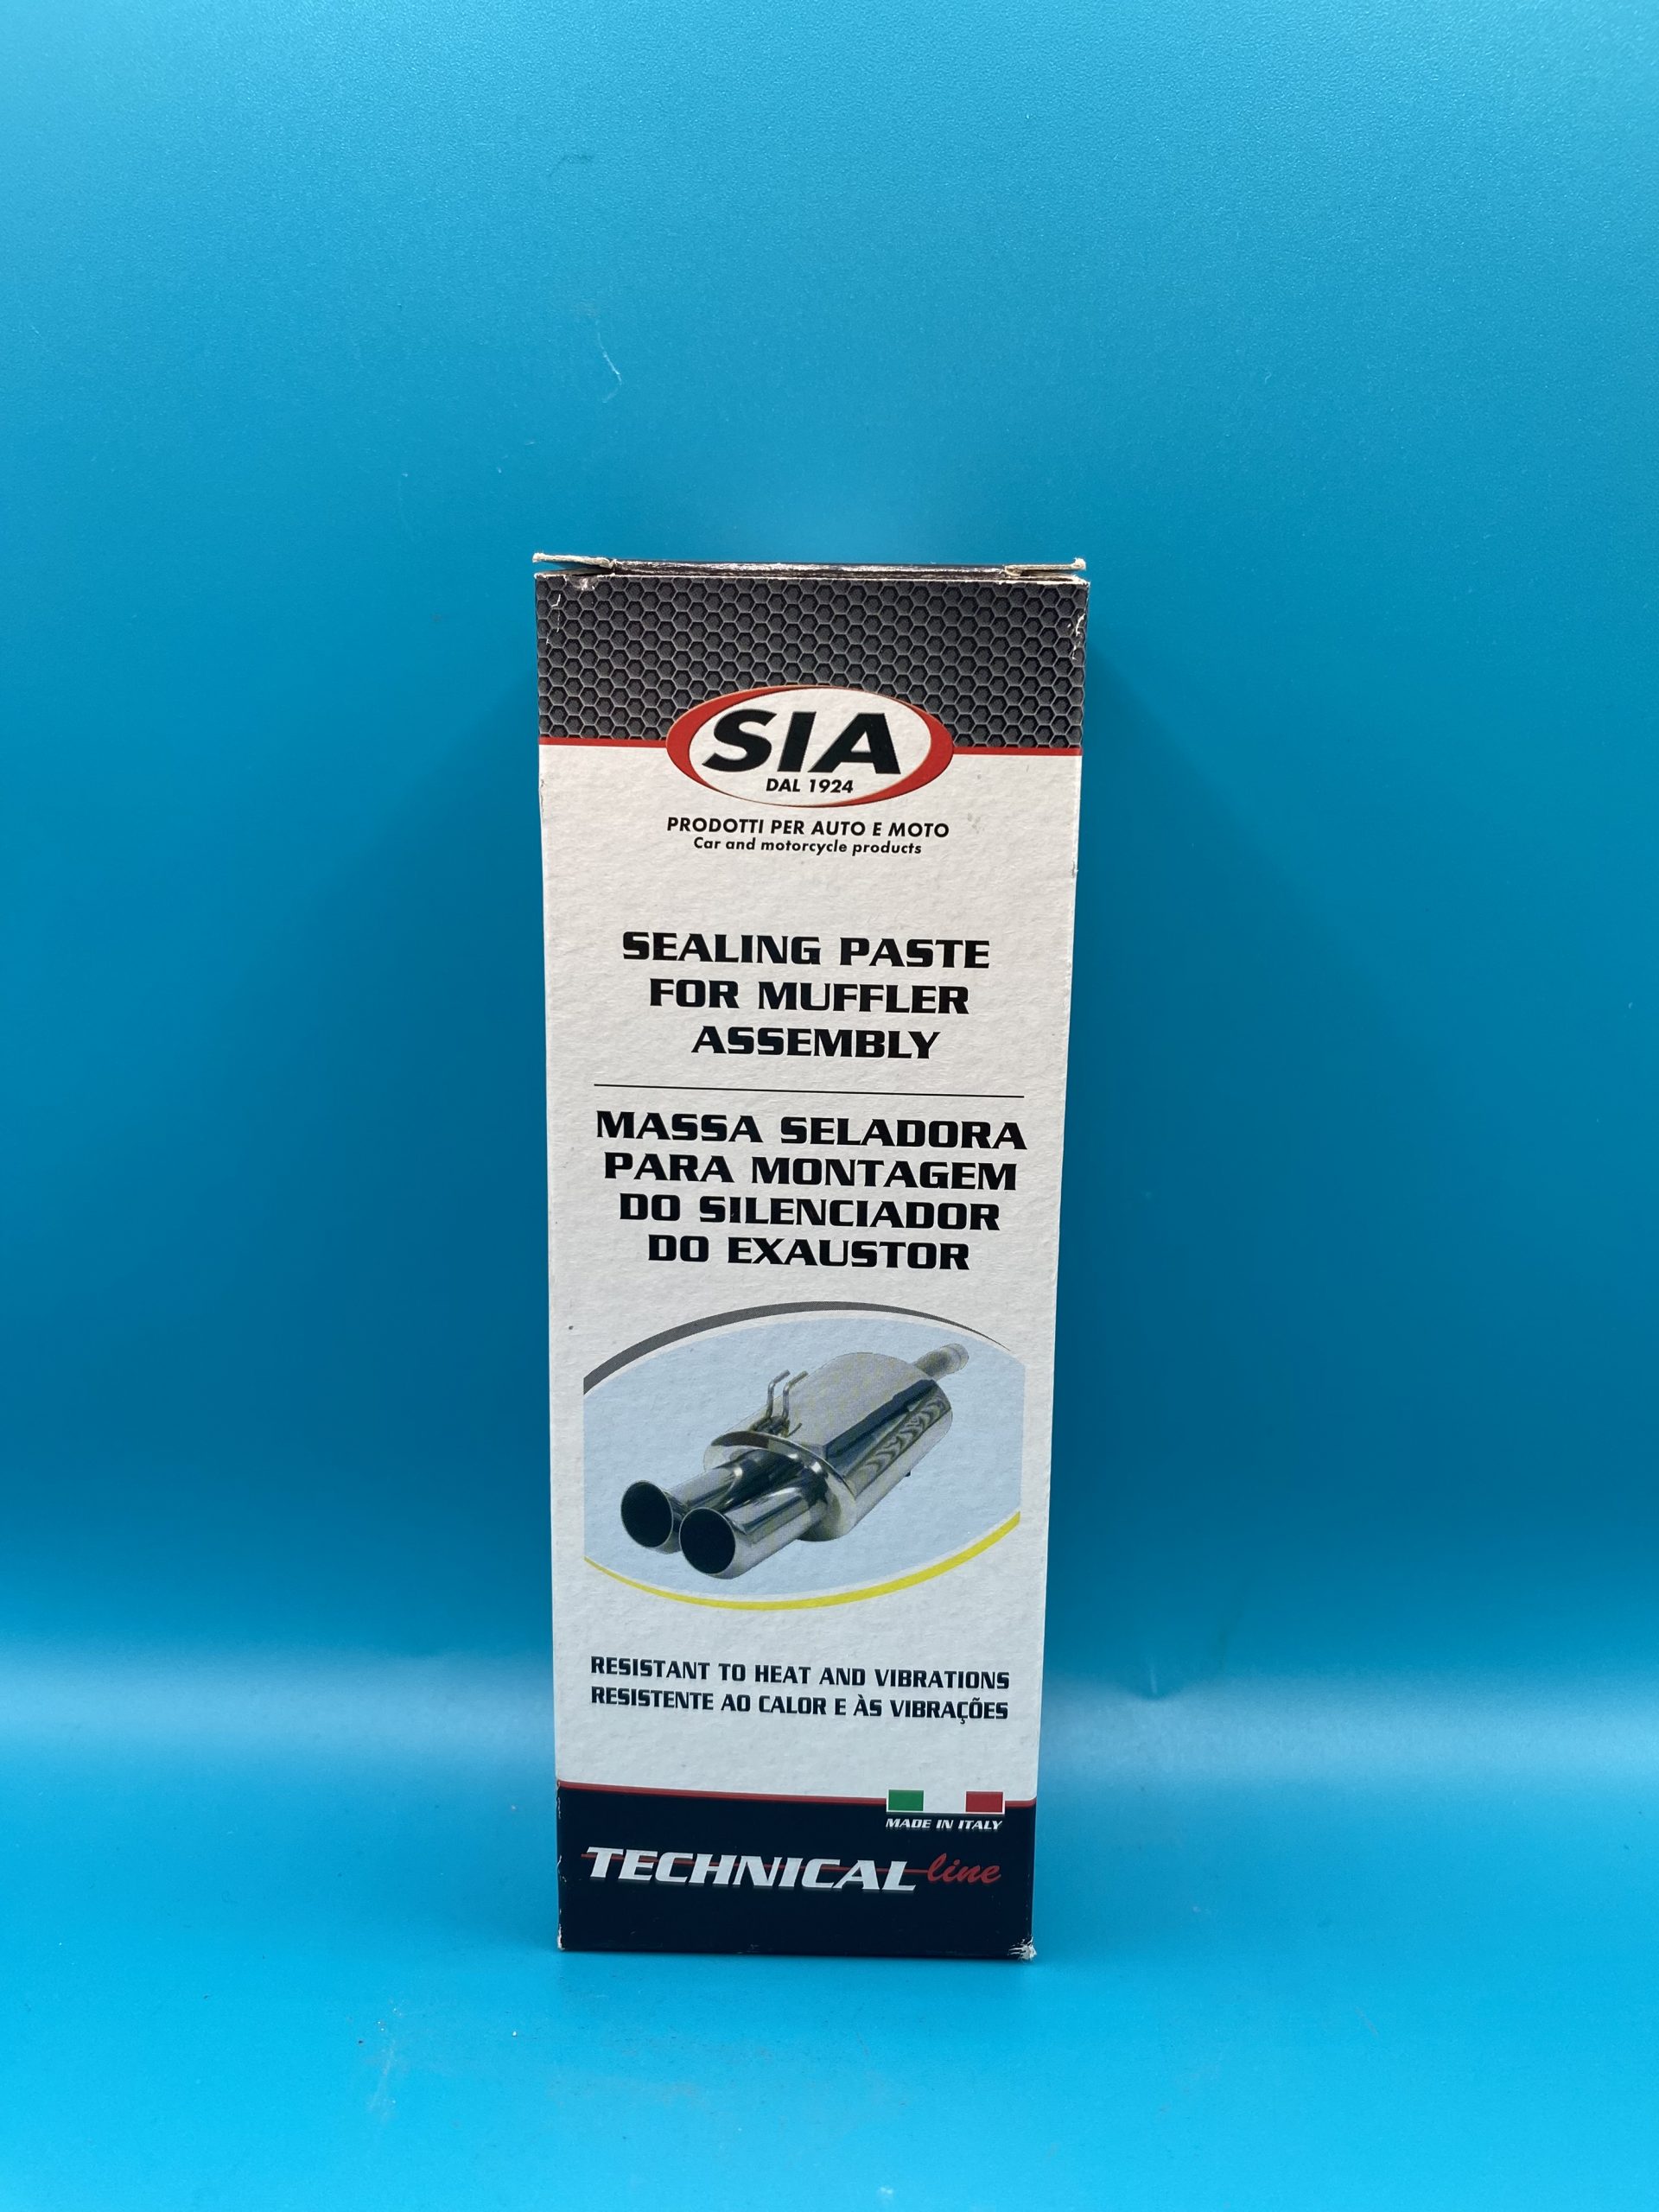 SIA
DAL 1924
PRODOTTI PER AUTO E MOTO
Car and motorcycle products
SEALING PASTE
FOR MUFFLER
ASSEMBLY
MASSA SELADORA
PARA MONTAGEM
DO SILENCIADOR
DO EXAUSTOR
RESISTANT TO HEAT AND VIBRATIONS
RESISTENTE AO CALOR E ÀS VIBRAÇÕES
MADE IN ITALY
TECHNICAL line